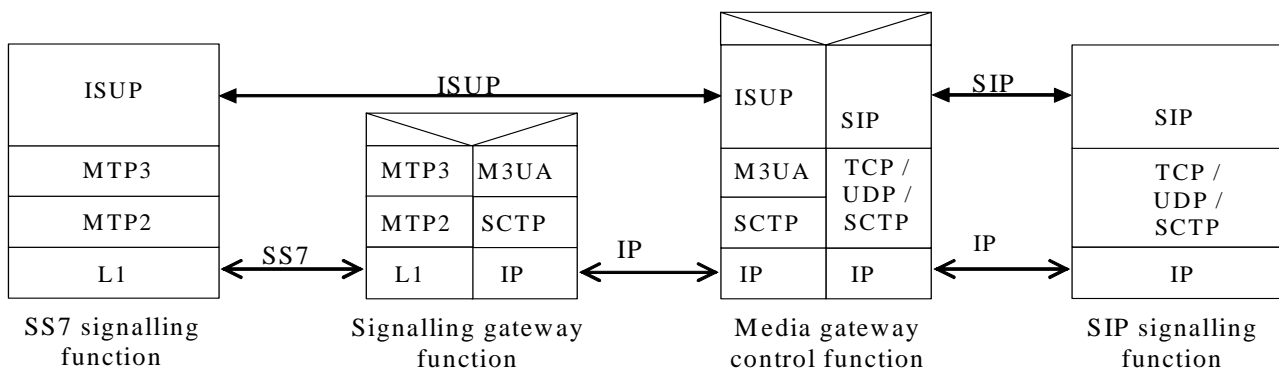 ISUP
MTP3
MTP2
L1
SS7 signalling
function
ISUP
SS7
MTP3 M3UA
MTP2 SCTP
L1 IP
Signalling gateway
function
IP
ISUP
SIP
M3UA
SCTP
TCP /
UDP /
SCTP
IP IP
Media gateway
control function
SIP
IP
SIP
TCP /
UDP /
SCTP
IP
SIP signalling
function